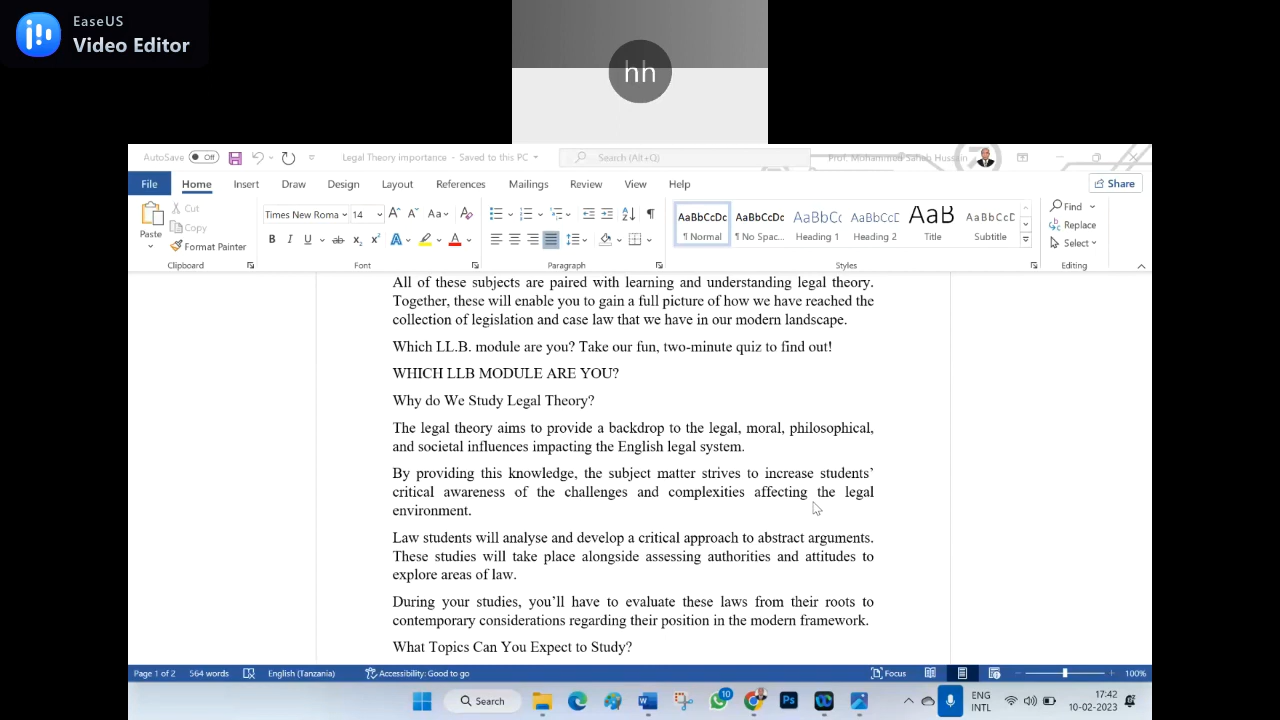 EaseUS
Video Editor
hh
AutoSave Off Legal Theory importance - Saved to this PC Search (Alt+Q) Prof. Mohammed Saheb Hussain
File Home Insert Draw Design Layout References Mailings Review View Help Share
Paste Cut Copy Format Painter
Times New Roma 14
AaBbCcDc AaBbCcDc AaBbC( AaBbCcD AaB AaBbCcD
¶ Normal ¶ No Spac... Heading 1 Heading 2 Title Subtitle
Find Replace Select
Clipboard Font Paragraph Styles Editing
All of these subjects are paired with learning and understanding legal theory.
Together, these will enable you to gain a full picture of how we have reached the
collection of legislation and case law that we have in our modern landscape.
Which LL.B. module are you? Take our fun, two-minute quiz to find out!
WHICH LLB MODULE ARE YOU?
Why do We Study Legal Theory?
The legal theory aims to provide a backdrop to the legal, moral, philosophical,
and societal influences impacting the English legal system.
By providing this knowledge, the subject matter strives to increase students’
critical awareness of the challenges and complexities affecting the legal
environment.
Law students will analyse and develop a critical approach to abstract arguments.
These studies will take place alongside assessing authorities and attitudes to
explore areas of law.
During your studies, you’ll have to evaluate these laws from their roots to
contemporary considerations regarding their position in the modern framework.
What Topics Can You Expect to Study?
Page 1 of 2 564 words English (Tanzania) Accessibility: Good to go Focus 100%
Search 10 Ps ENG 17:42
INTL 10-02-2023